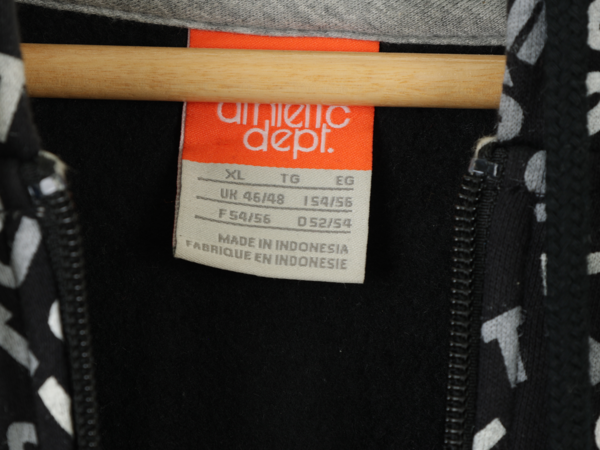 athletic
dept.
XL TG EG
UK 46/48 I 54/56
F 54/56 D 52/54
MADE IN INDONESIA
FABRIQUE EN INDONESIE